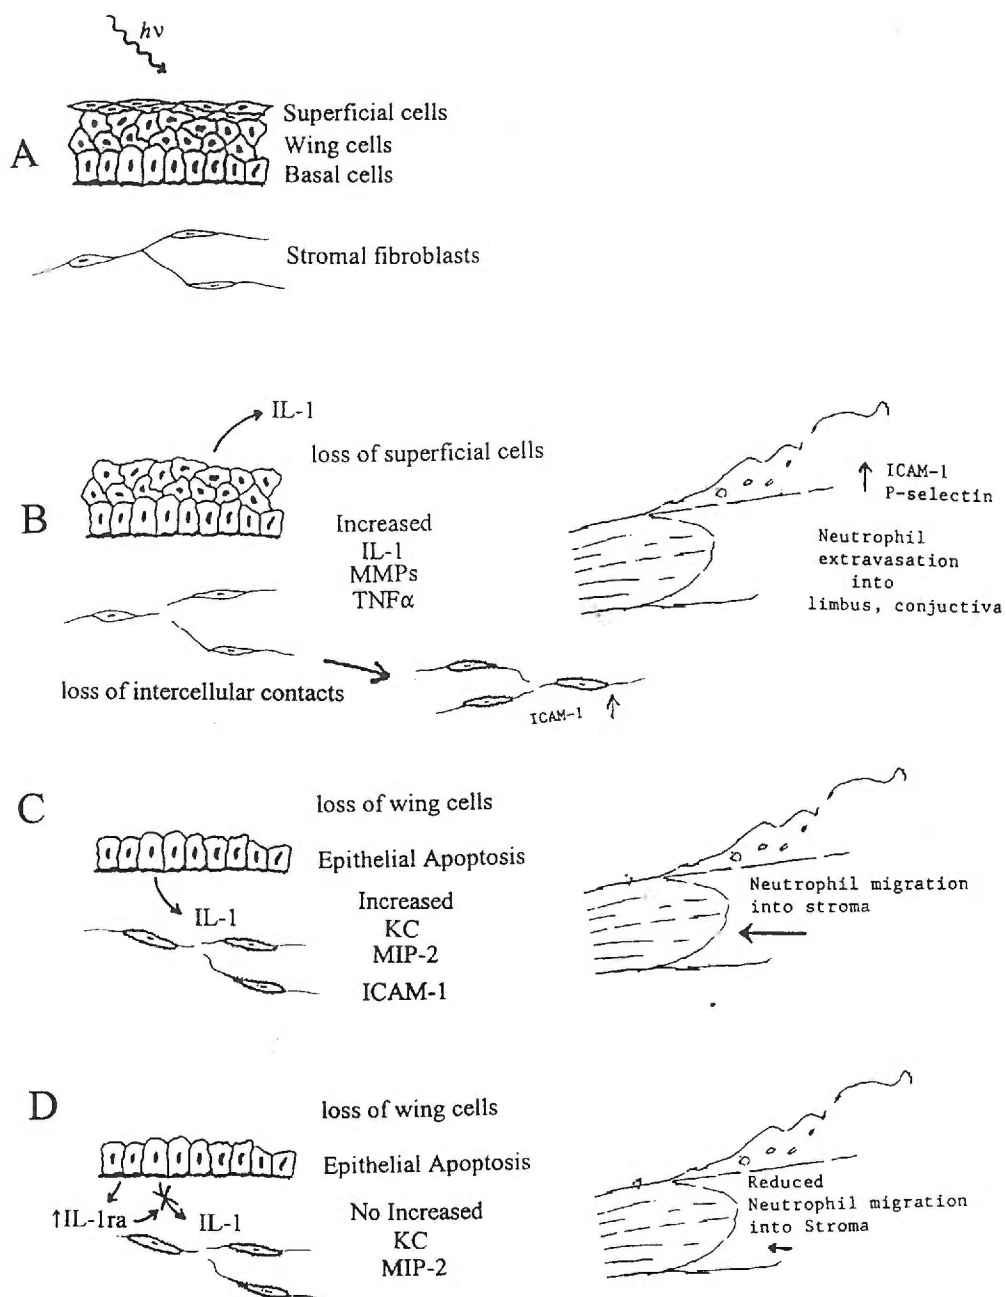 hν
A
Superficial cells
Wing cells
Basal cells
Stromal fibroblasts
B
IL-1
loss of superficial cells
Increased
IL-1
MMPs
TNFα
loss of intercellular contacts
ICAM-1
↑ ICAM-1
P-selectin
Neutrophil
extravasation
into
limbus, conjuctiva
C
loss of wing cells
Epithelial Apoptosis
IL-1
Increased
KC
MIP-2
ICAM-1
Neutrophil migration
into stroma
D
loss of wing cells
Epithelial Apoptosis
↑IL-1ra
IL-1
No Increased
KC
MIP-2
Reduced
Neutrophil migration
into Stroma